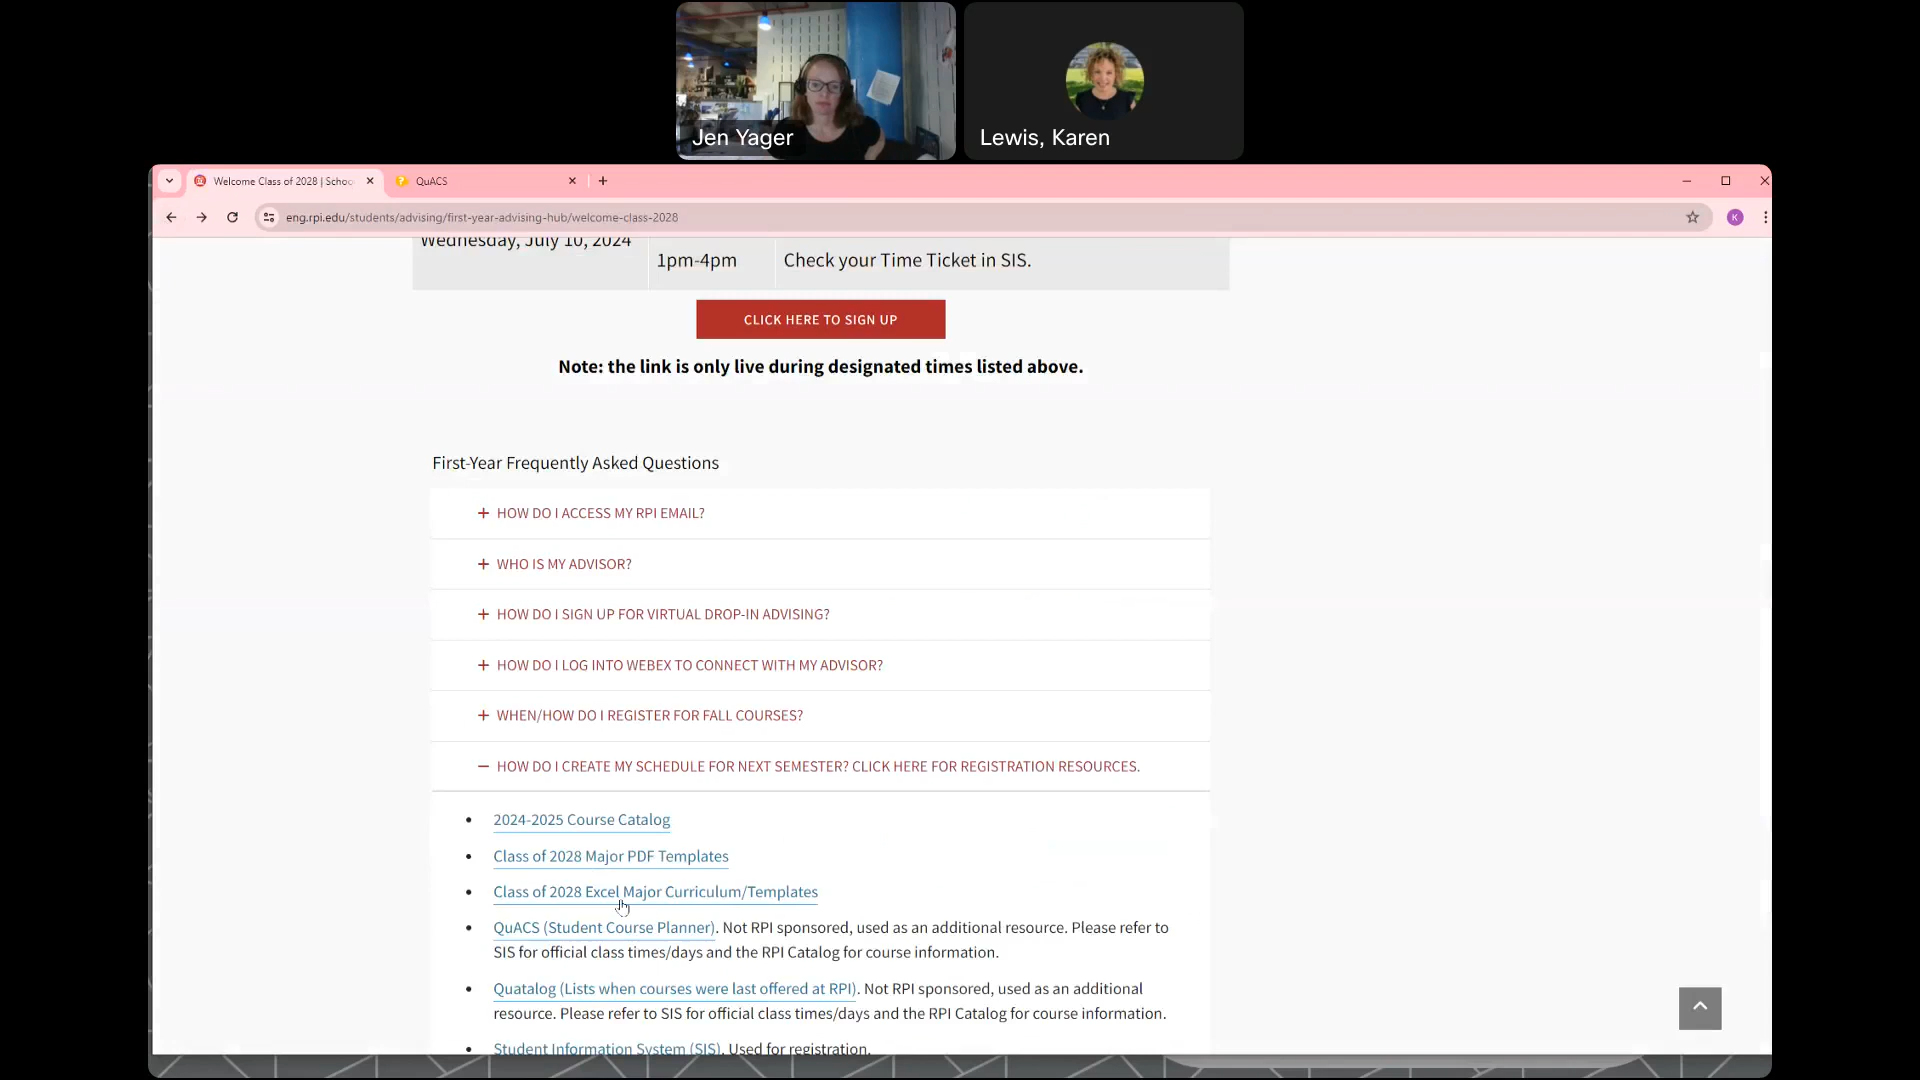 Jen Yager
Lewis, Karen
Welcome Class of 2028 | Schoo
QuACS
eng.rpi.edu/students/advising/first-year-advising-hub/welcome-class-2028
K
Wednesday, July 10, 2024
1pm-4pm
Check your Time Ticket in SIS.
CLICK HERE TO SIGN UP
Note: the link is only live during designated times listed above.
First-Year Frequently Asked Questions
+ HOW DO I ACCESS MY RPI EMAIL?
+ WHO IS MY ADVISOR?
+ HOW DO I SIGN UP FOR VIRTUAL DROP-IN ADVISING?
+ HOW DO I LOG INTO WEBEX TO CONNECT WITH MY ADVISOR?
+ WHEN/HOW DO I REGISTER FOR FALL COURSES?
− HOW DO I CREATE MY SCHEDULE FOR NEXT SEMESTER? CLICK HERE FOR REGISTRATION RESOURCES.
• 2024-2025 Course Catalog
• Class of 2028 Major PDF Templates
• Class of 2028 Excel Major Curriculum/Templates
• QuACS (Student Course Planner). Not RPI sponsored, used as an additional resource. Please refer to
SIS for official class times/days and the RPI Catalog for course information.
• Quatalog (Lists when courses were last offered at RPI). Not RPI sponsored, used as an additional
resource. Please refer to SIS for official class times/days and the RPI Catalog for course information.
Student Information System (SIS). Used for registration.